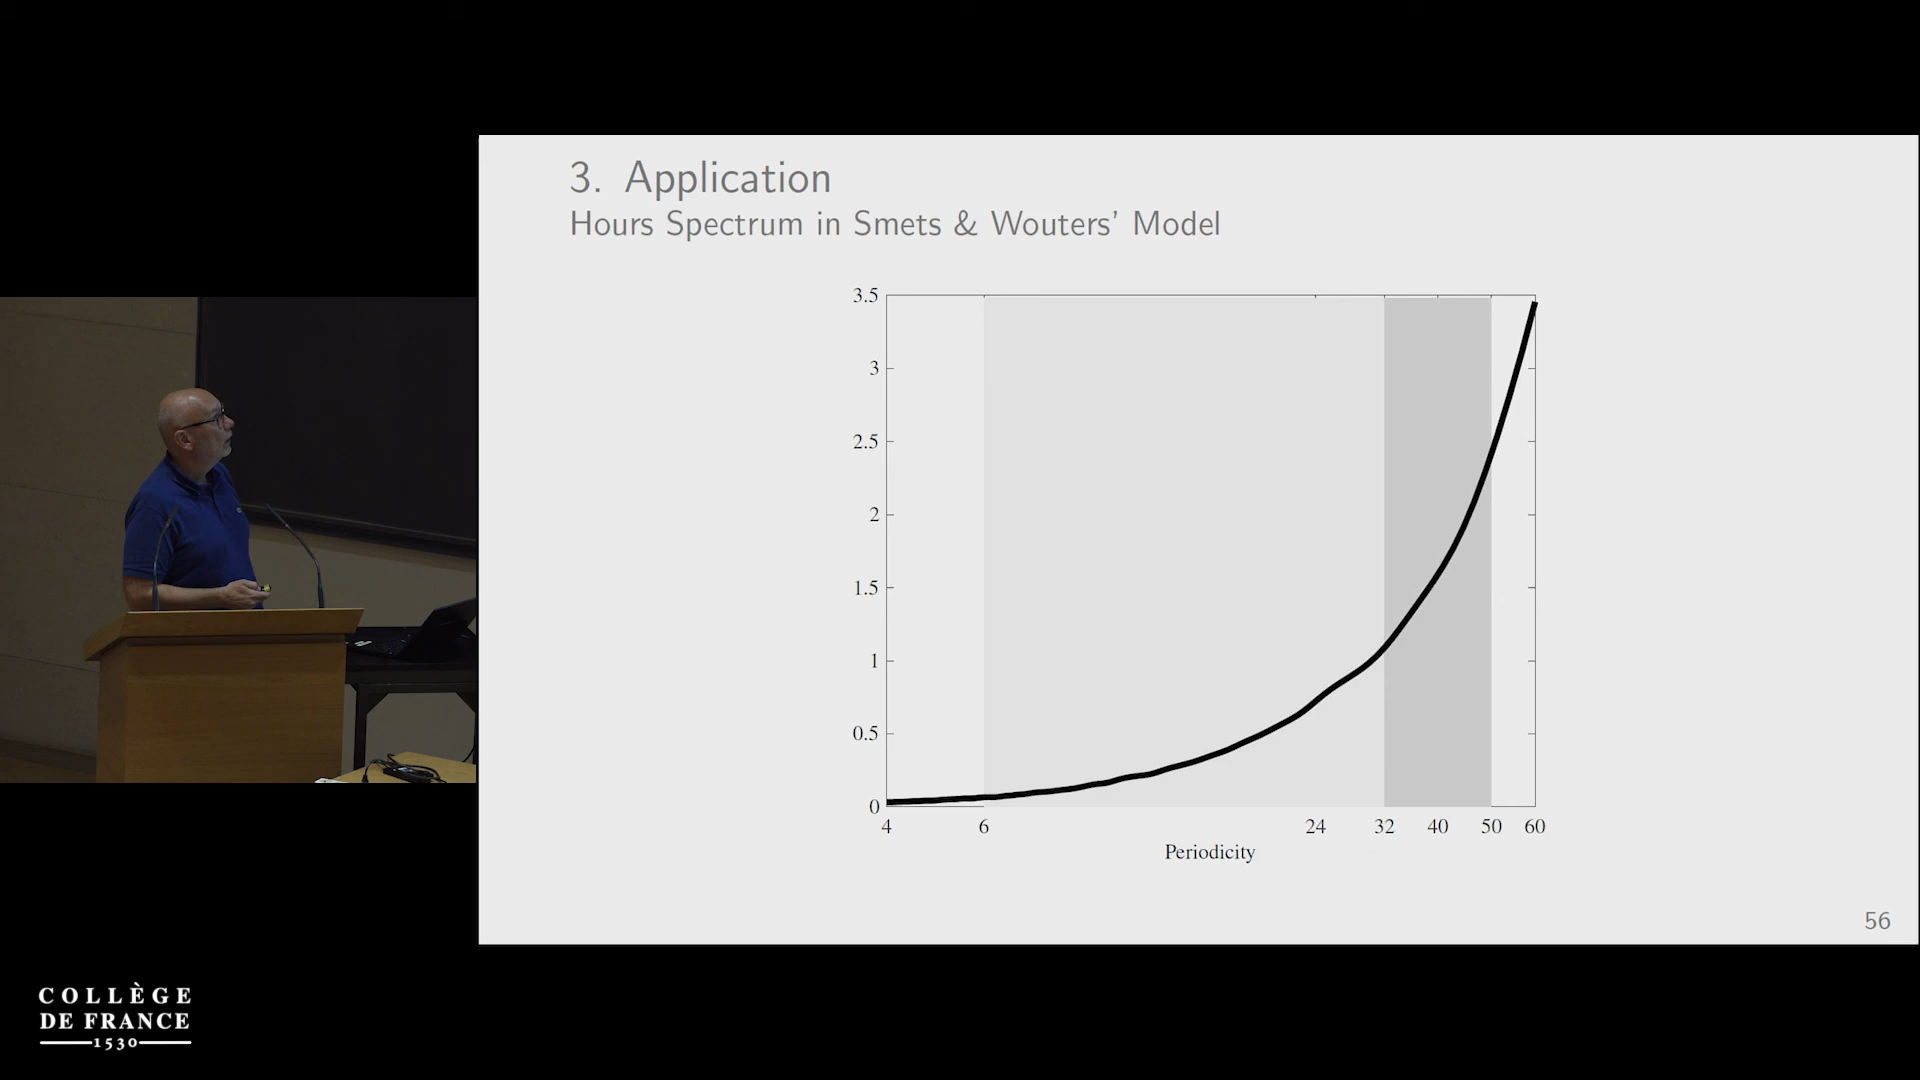 3. Application
Hours Spectrum in Smets & Wouters’ Model
3.5
3
2.5
2
1.5
1
0.5
0
4 6 24 32 40 50 60
Periodicity
56
COLLÈGE
DE FRANCE
1530